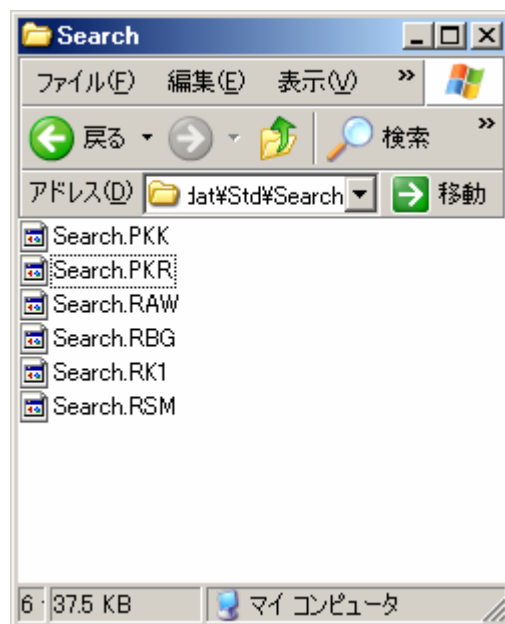 Search
ファイル(F) 編集(E) 表示(V) »
戻る 検索 »
アドレス(D) dat¥Std¥Search 移動
Search.PKK
Search.PKR
Search.RAW
Search.RBG
Search.RK1
Search.RSM
6 37.5 KB マイ コンピュータ